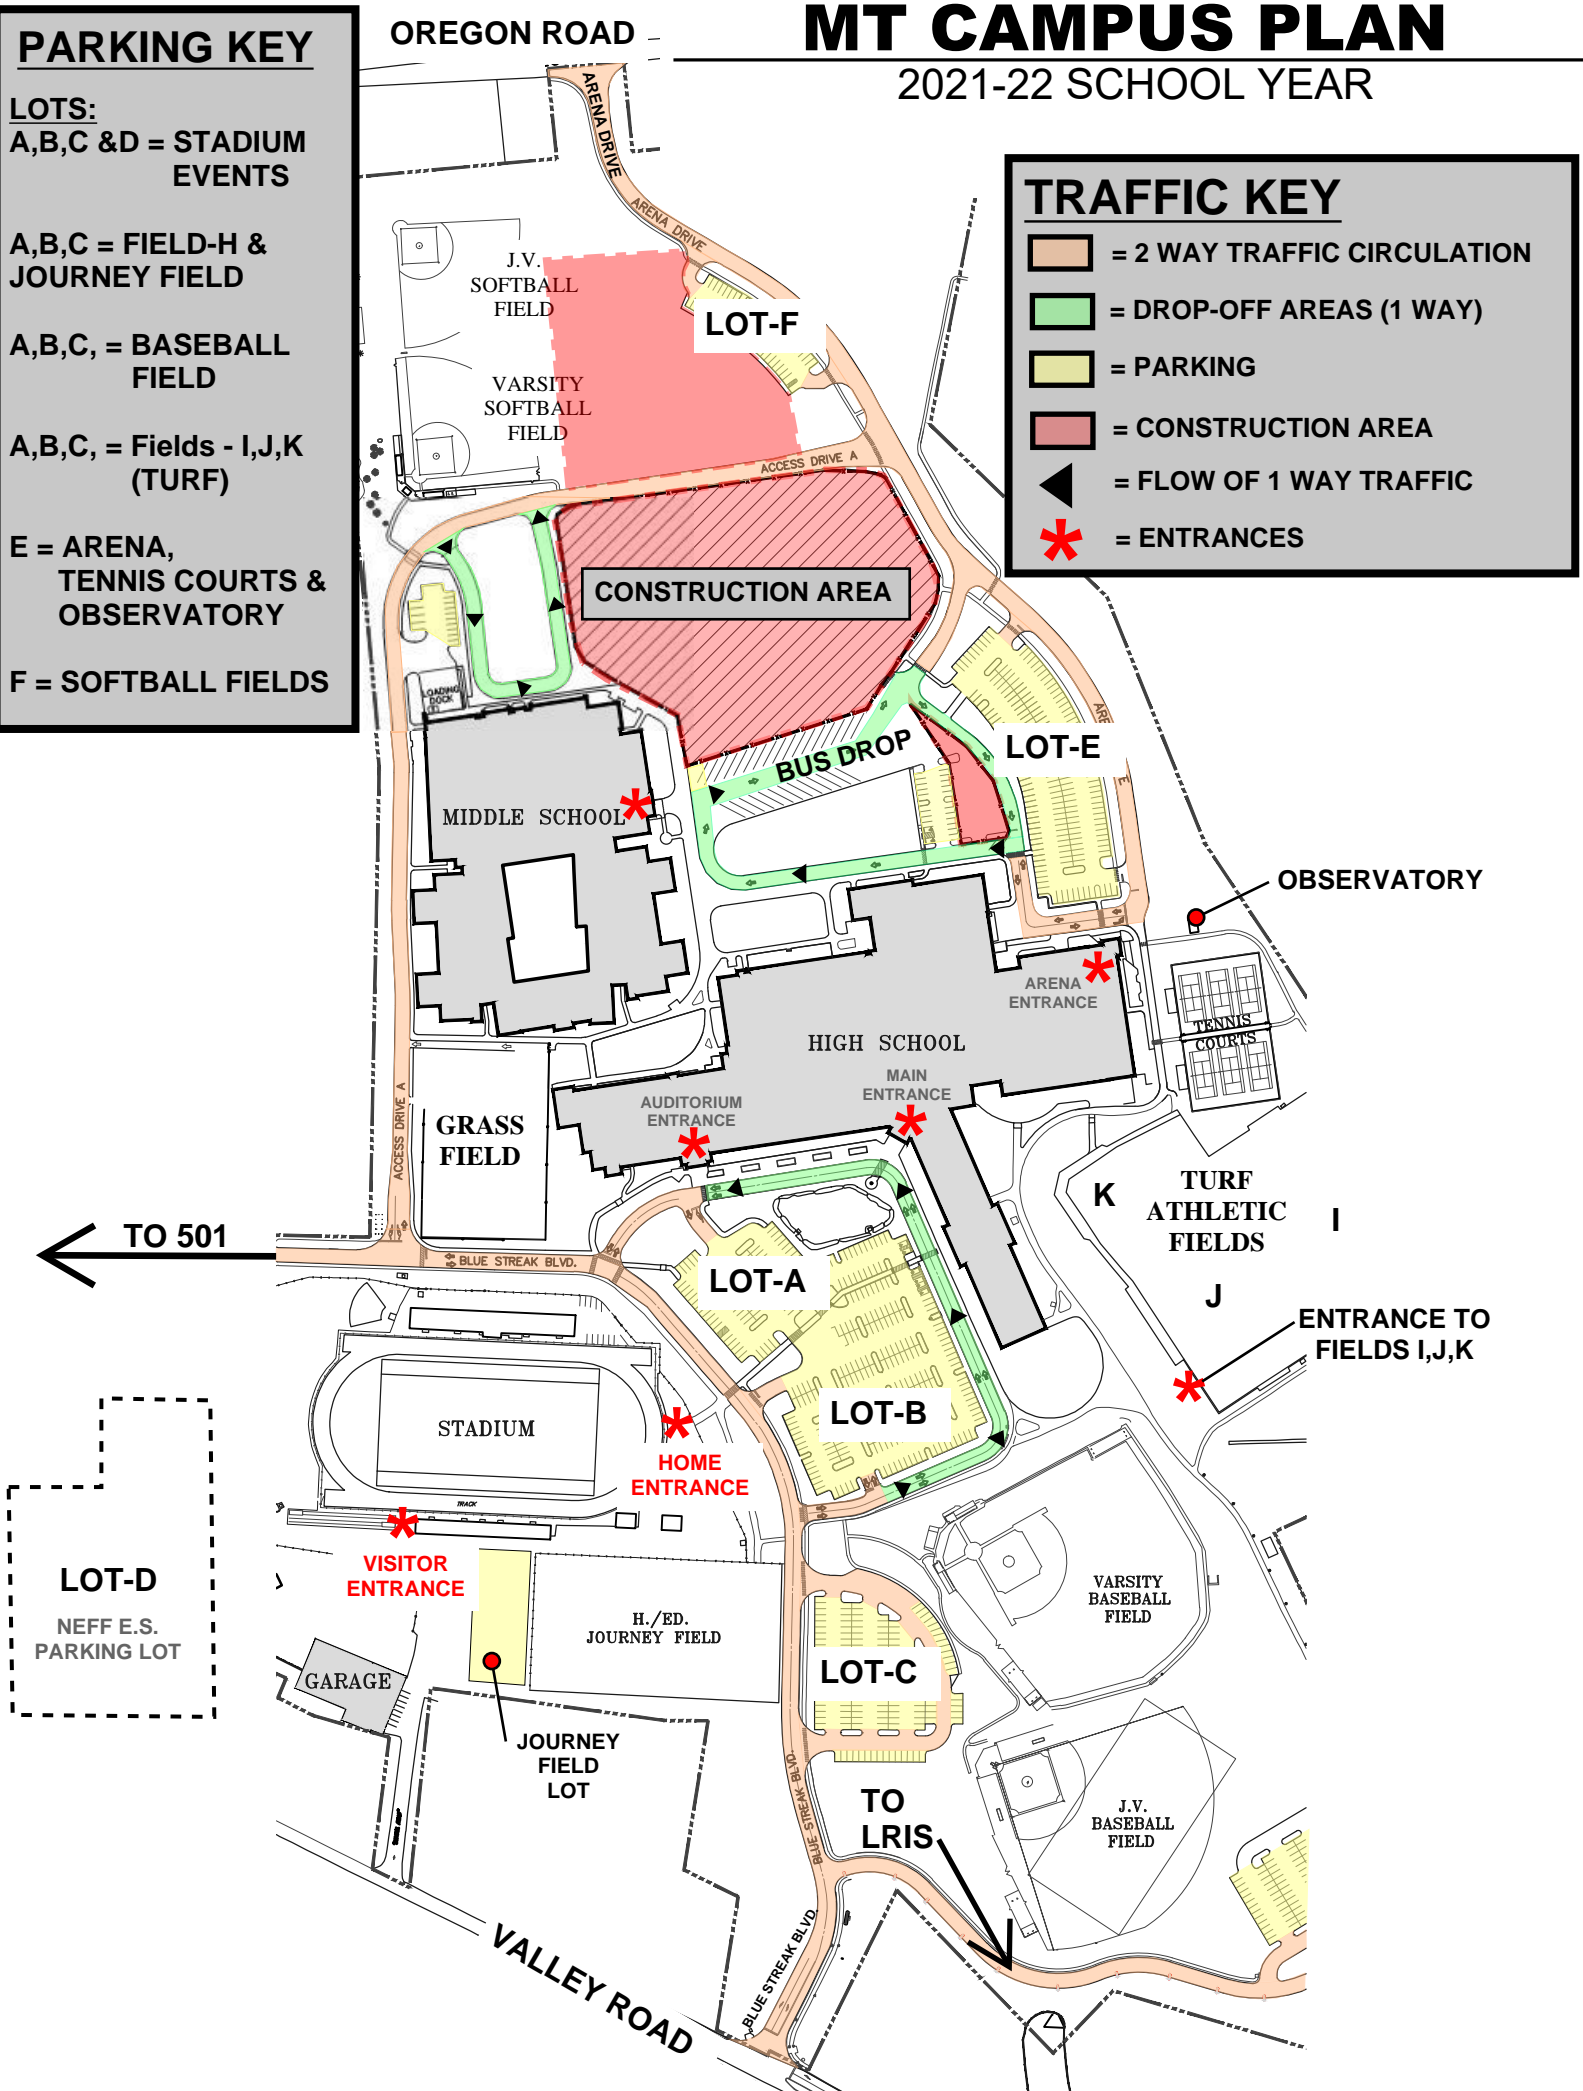 MT CAMPUS PLAN
2021-22 SCHOOL YEAR
PARKING KEY
LOTS:
A,B,C &D = STADIUM
EVENTS
A,B,C = FIELD-H &
JOURNEY FIELD
A,B,C, = BASEBALL
FIELD
A,B,C, = Fields - I,J,K
(TURF)
E = ARENA,
TENNIS COURTS &
OBSERVATORY
F = SOFTBALL FIELDS
TRAFFIC KEY
= 2 WAY TRAFFIC CIRCULATION
= DROP-OFF AREAS (1 WAY)
= PARKING
= CONSTRUCTION AREA
= FLOW OF 1 WAY TRAFFIC
= ENTRANCES
OREGON ROAD
ARENA DRIVE
ARENA DRIVE
J.V.
SOFTBALL
FIELD
LOT-F
VARSITY
SOFTBALL
FIELD
ACCESS DRIVE A
CONSTRUCTION AREA
LOADING
DOCK
LOT-E
BUS DROP
MIDDLE SCHOOL
OBSERVATORY
ARENA
ENTRANCE
TENNIS
COURTS
HIGH SCHOOL
MAIN
ENTRANCE
AUDITORIUM
ENTRANCE
ACCESS DRIVE A
GRASS
FIELD
K
TURF
ATHLETIC
FIELDS
I
J
TO 501
BLUE STREAK BLVD.
LOT-A
ENTRANCE TO
FIELDS I,J,K
LOT-B
STADIUM
HOME
ENTRANCE
TRACK
VISITOR
ENTRANCE
LOT-D
NEFF E.S.
PARKING LOT
H./ED.
JOURNEY FIELD
VARSITY
BASEBALL
FIELD
LOT-C
GARAGE
JOURNEY
FIELD
LOT
BLUE STREAK BLVD.
TO
LRIS
J.V.
BASEBALL
FIELD
VALLEY ROAD
BLUE STREAK BLVD.